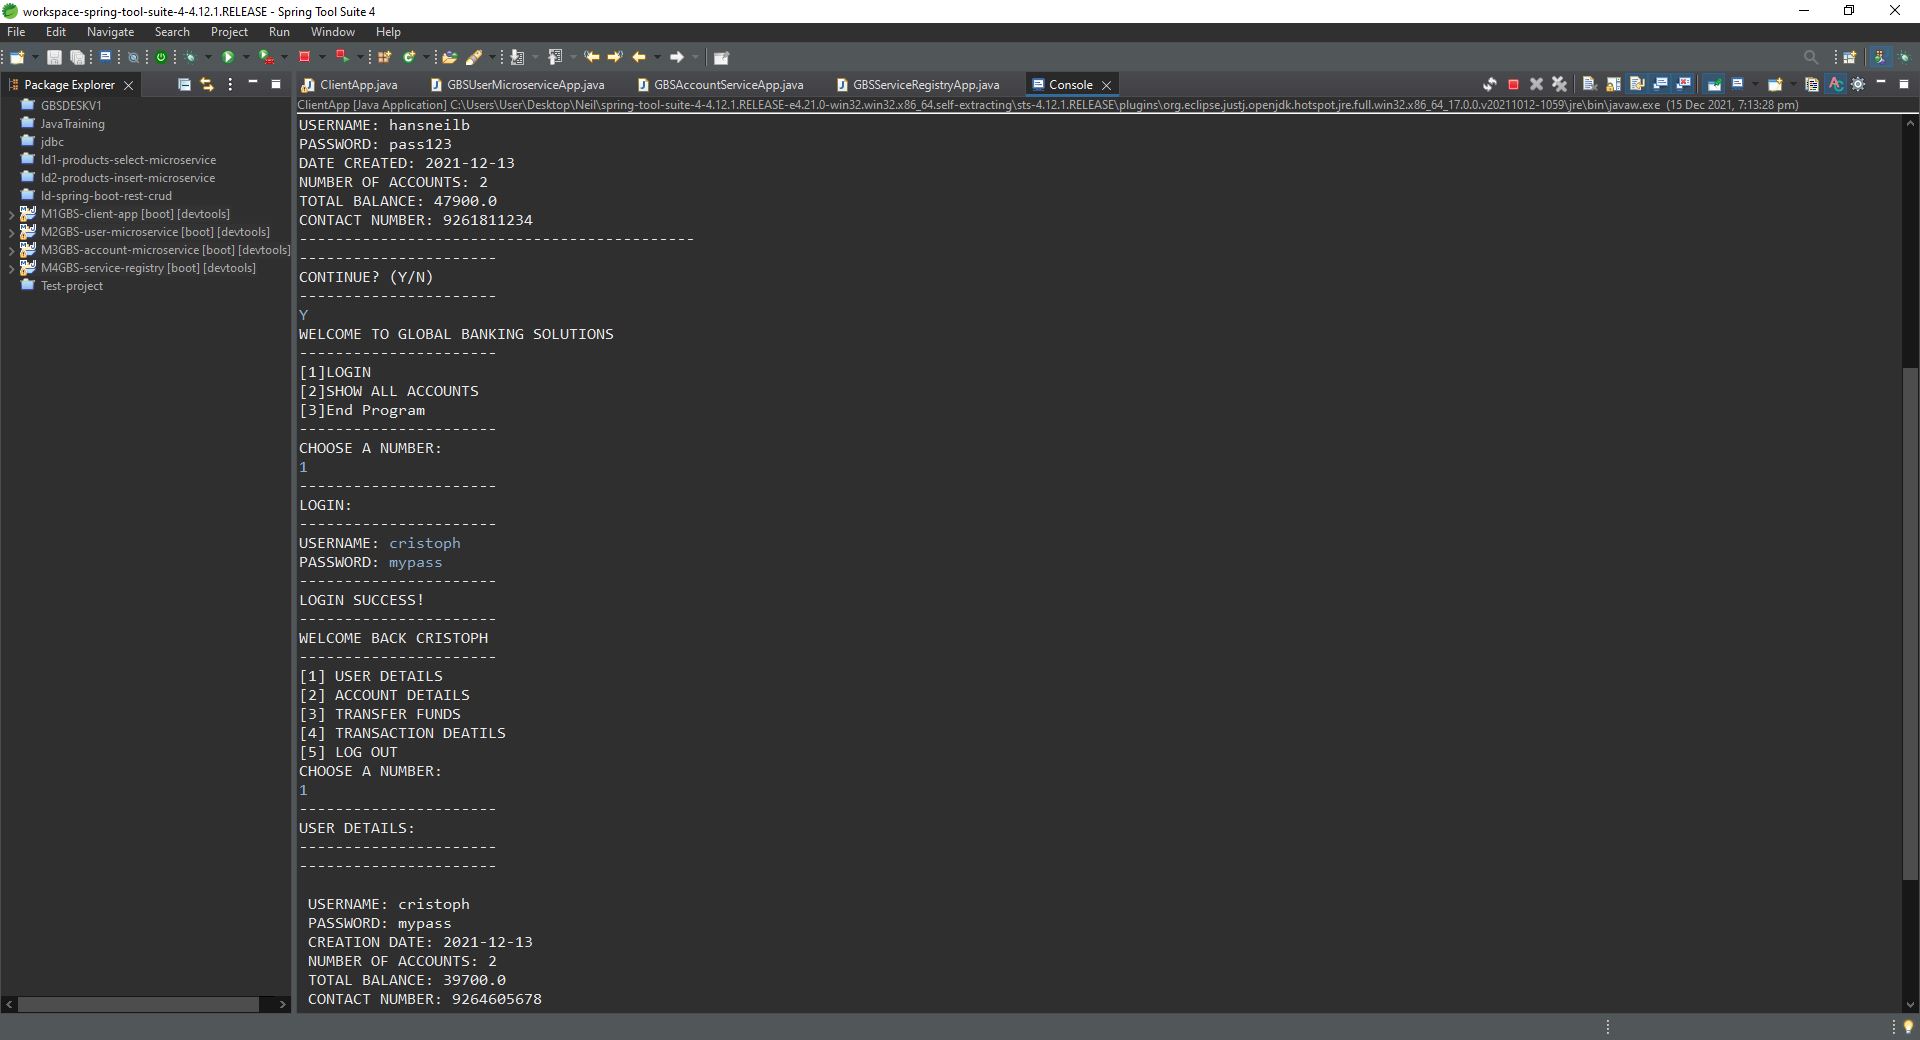 workspace-spring-tool-suite-4-4.12.1.RELEASE - Spring Tool Suite 4
File Edit Navigate Search Project Run Window Help
Package Explorer
GBSDESKV1
JavaTraining
jdbc
ld1-products-select-microservice
ld2-products-insert-microservice
ld-spring-boot-rest-crud
M1GBS-client-app [boot] [devtools]
M2GBS-user-microservice [boot] [devtools]
M3GBS-account-microservice [boot] [devtools]
M4GBS-service-registry [boot] [devtools]
Test-project
ClientApp.java GBSUserMicroserviceApp.java GBSAccountServiceApp.java GBSServiceRegistryApp.java Console
ClientApp [Java Application] C:\Users\User\Desktop\Neil\spring-tool-suite-4-4.12.1.RELEASE-e4.21.0-win32.win32.x86_64.self-extracting\sts-4.12.1.RELEASE\plugins\org.eclipse.justj.openjdk.hotspot.jre.full.win32.x86_64_17.0.0.v20211012-1059\jre\bin\javaw.exe (15 Dec 2021, 7:13:28 pm)
USERNAME: hansneilb
PASSWORD: pass123
DATE CREATED: 2021-12-13
NUMBER OF ACCOUNTS: 2
TOTAL BALANCE: 47900.0
CONTACT NUMBER: 9261811234
--------------------------------------------
----------------------
CONTINUE? (Y/N)
----------------------
Y
WELCOME TO GLOBAL BANKING SOLUTIONS
----------------------
[1]LOGIN
[2]SHOW ALL ACCOUNTS
[3]End Program
----------------------
CHOOSE A NUMBER:
1
----------------------
LOGIN:
----------------------
USERNAME: cristoph
PASSWORD: mypass
----------------------
LOGIN SUCCESS!
----------------------
WELCOME BACK CRISTOPH
----------------------
[1] USER DETAILS
[2] ACCOUNT DETAILS
[3] TRANSFER FUNDS
[4] TRANSACTION DEATILS
[5] LOG OUT
CHOOSE A NUMBER:
1
----------------------
USER DETAILS:
----------------------
----------------------
USERNAME: cristoph
PASSWORD: mypass
CREATION DATE: 2021-12-13
NUMBER OF ACCOUNTS: 2
TOTAL BALANCE: 39700.0
CONTACT NUMBER: 9264605678